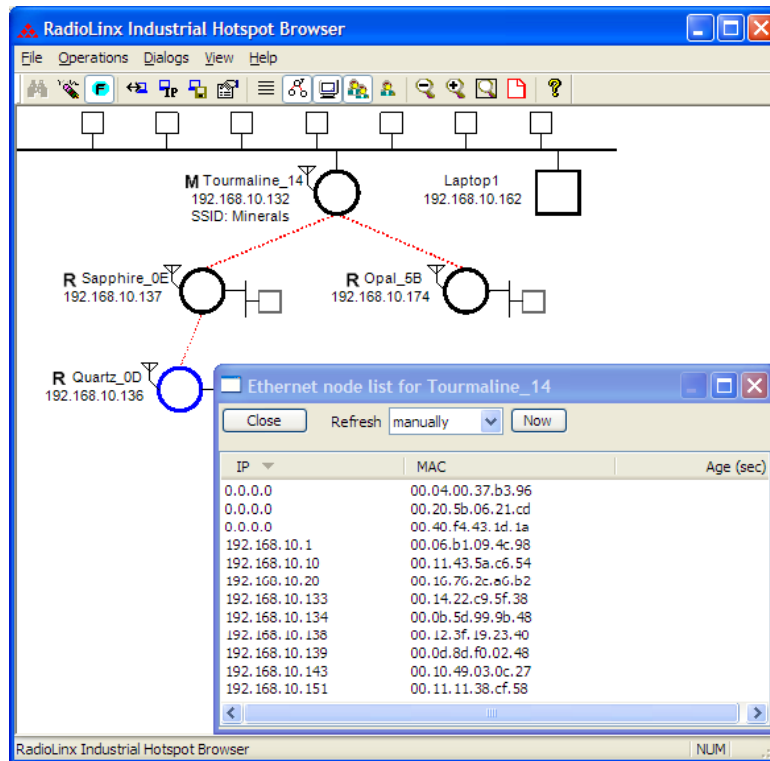 RadioLinx Industrial Hotspot Browser
File Operations Dialogs View Help
F IP ?
M Tourmaline_14
192.168.10.132
SSID: Minerals
Laptop1
192.168.10.162
R Sapphire_0E
192.168.10.137
R Opal_5B
192.168.10.174
R Quartz_0D
192.168.10.136
Ethernet node list for Tourmaline_14
Close Refresh manually Now
IP MAC Age (sec)
0.0.0.0 00.04.00.37.b3.96
0.0.0.0 00.20.5b.06.21.cd
0.0.0.0 00.40.f4.43.1d.1a
192.168.10.1 00.06.b1.09.4c.98
192.168.10.10 00.11.43.5a.c6.54
192.168.10.20 00.16.76.2c.a6.b2
192.168.10.133 00.14.22.c9.5f.38
192.168.10.134 00.0b.5d.99.9b.48
192.168.10.138 00.12.3f.19.23.40
192.168.10.139 00.0d.8d.f0.02.48
192.168.10.143 00.10.49.03.0c.27
192.168.10.151 00.11.11.38.cf.58
RadioLinx Industrial Hotspot Browser NUM